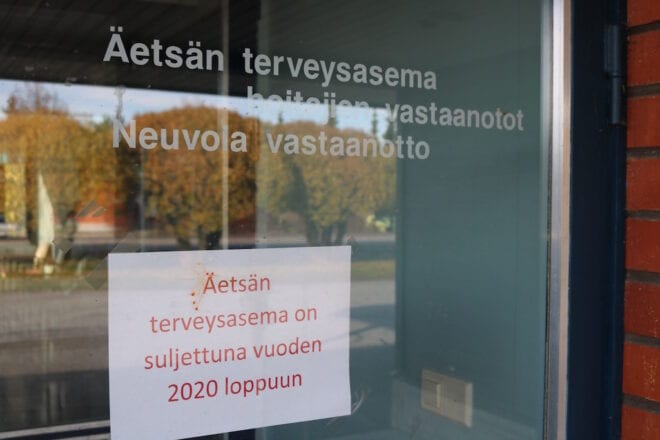 Äetsän terveysasema
hoitajien vastaanotot
Neuvola vastaanotto
Äetsän
terveysasema on
suljettuna vuoden
2020 loppuun